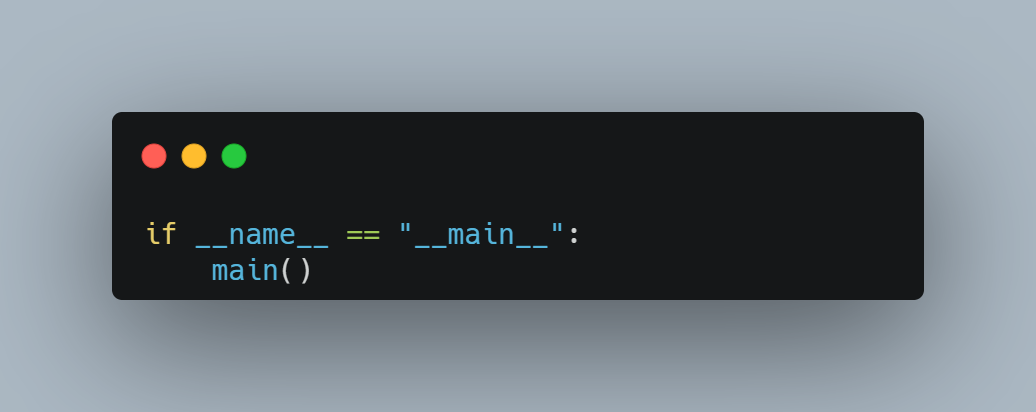 if __name__ == "__main__":
    main()